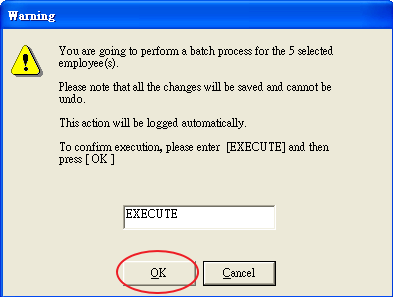 Warning
You are going to perform a batch process for the 5 selected
employee(s).
Please note that all the changes will be saved and cannot be
undo.
This action will be logged automatically.
To confirm execution, please enter [EXECUTE] and then
press [ OK ]
EXECUTE
OK
Cancel